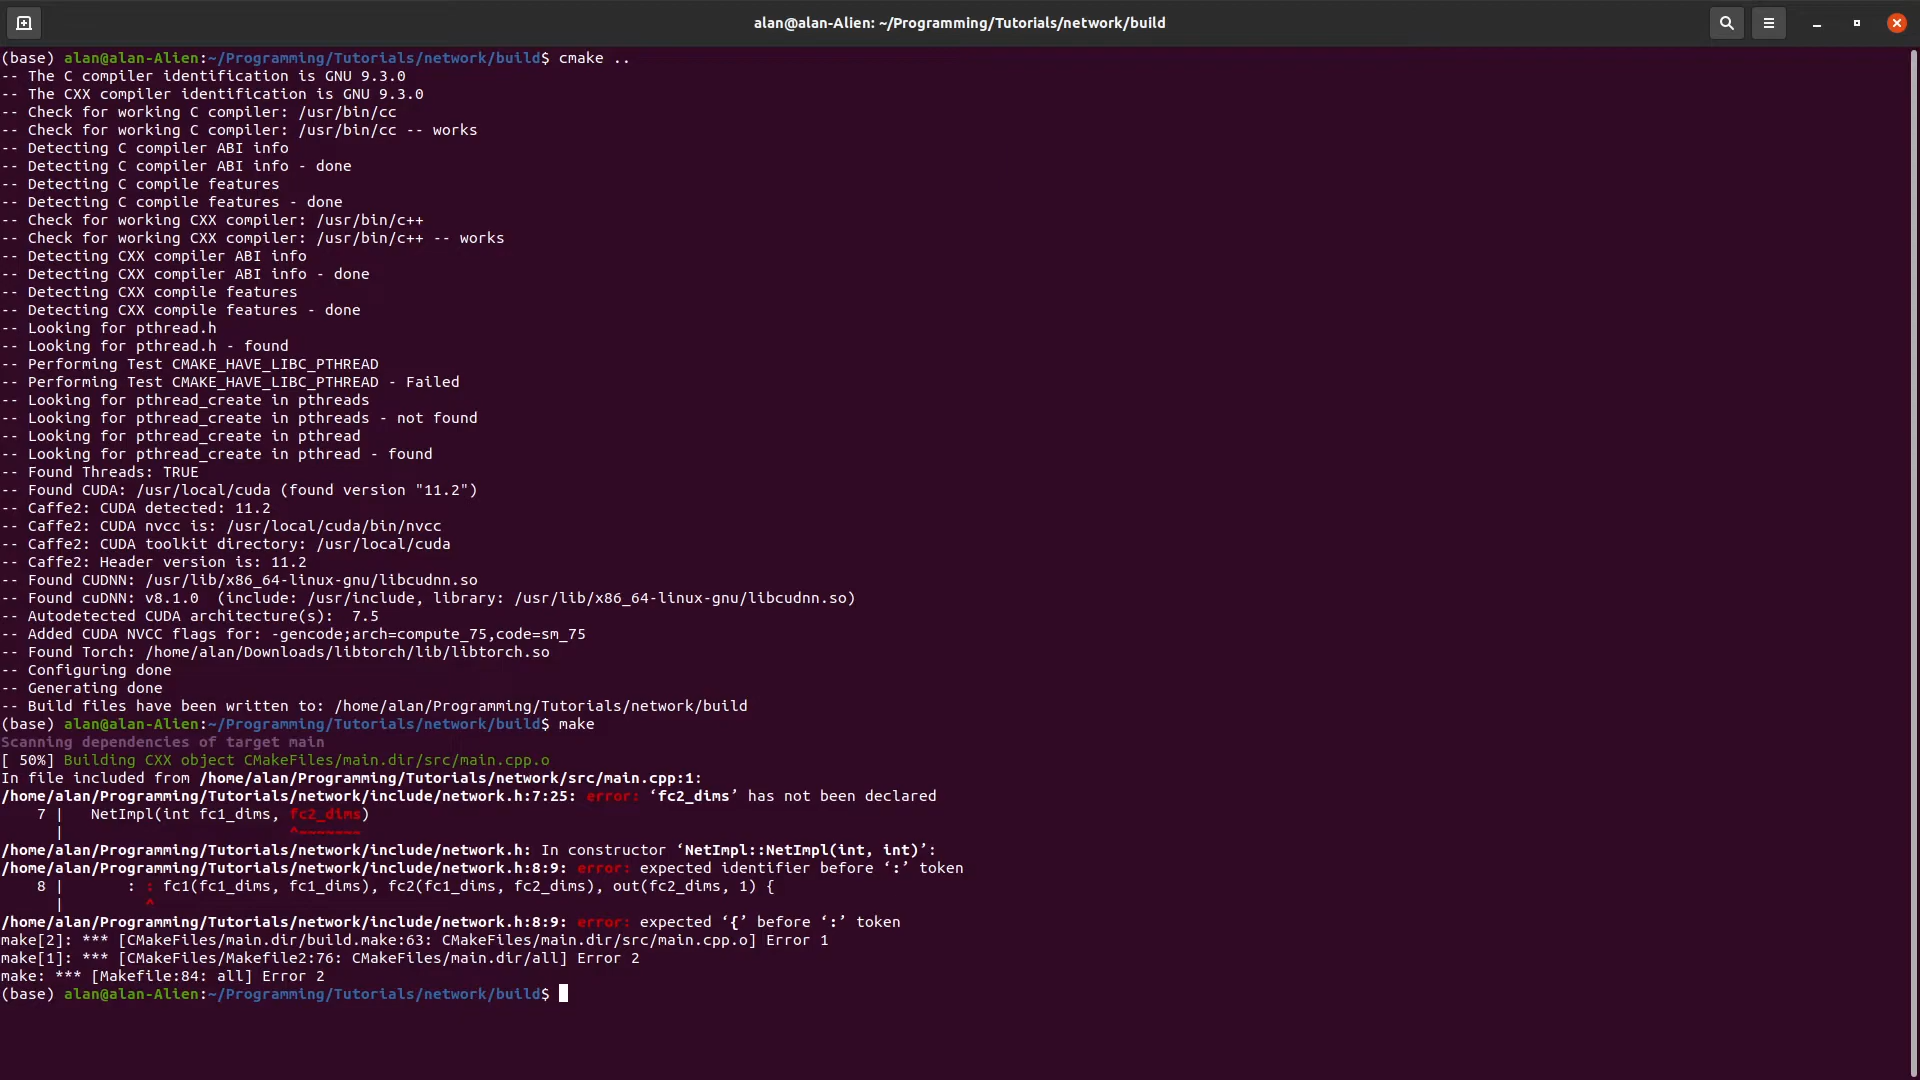 alan@alan-Alien: ~/Programming/Tutorials/network/build
(base) alan@alan-Alien:~/Programming/Tutorials/network/build$ cmake ..
-- The C compiler identification is GNU 9.3.0
-- The CXX compiler identification is GNU 9.3.0
-- Check for working C compiler: /usr/bin/cc
-- Check for working C compiler: /usr/bin/cc -- works
-- Detecting C compiler ABI info
-- Detecting C compiler ABI info - done
-- Detecting C compile features
-- Detecting C compile features - done
-- Check for working CXX compiler: /usr/bin/c++
-- Check for working CXX compiler: /usr/bin/c++ -- works
-- Detecting CXX compiler ABI info
-- Detecting CXX compiler ABI info - done
-- Detecting CXX compile features
-- Detecting CXX compile features - done
-- Looking for pthread.h
-- Looking for pthread.h - found
-- Performing Test CMAKE_HAVE_LIBC_PTHREAD
-- Performing Test CMAKE_HAVE_LIBC_PTHREAD - Failed
-- Looking for pthread_create in pthreads
-- Looking for pthread_create in pthreads - not found
-- Looking for pthread_create in pthread
-- Looking for pthread_create in pthread - found
-- Found Threads: TRUE
-- Found CUDA: /usr/local/cuda (found version "11.2")
-- Caffe2: CUDA detected: 11.2
-- Caffe2: CUDA nvcc is: /usr/local/cuda/bin/nvcc
-- Caffe2: CUDA toolkit directory: /usr/local/cuda
-- Caffe2: Header version is: 11.2
-- Found CUDNN: /usr/lib/x86_64-linux-gnu/libcudnn.so
-- Found cuDNN: v8.1.0  (include: /usr/include, library: /usr/lib/x86_64-linux-gnu/libcudnn.so)
-- Autodetected CUDA architecture(s):  7.5
-- Added CUDA NVCC flags for: -gencode;arch=compute_75,code=sm_75
-- Found Torch: /home/alan/Downloads/libtorch/lib/libtorch.so
-- Configuring done
-- Generating done
-- Build files have been written to: /home/alan/Programming/Tutorials/network/build
(base) alan@alan-Alien:~/Programming/Tutorials/network/build$ make
Scanning dependencies of target main
[ 50%] Building CXX object CMakeFiles/main.dir/src/main.cpp.o
In file included from /home/alan/Programming/Tutorials/network/src/main.cpp:1:
/home/alan/Programming/Tutorials/network/include/network.h:7:25: error: ‘fc2_dims’ has not been declared
    7 |   NetImpl(int fc1_dims, fc2_dims)
      |                         ^~~~~~~~
/home/alan/Programming/Tutorials/network/include/network.h: In constructor ‘NetImpl::NetImpl(int, int)’:
/home/alan/Programming/Tutorials/network/include/network.h:8:9: error: expected identifier before ‘:’ token
    8 |       : : fc1(fc1_dims, fc1_dims), fc2(fc1_dims, fc2_dims), out(fc2_dims, 1) {
      |         ^
/home/alan/Programming/Tutorials/network/include/network.h:8:9: error: expected ‘{’ before ‘:’ token
make[2]: *** [CMakeFiles/main.dir/build.make:63: CMakeFiles/main.dir/src/main.cpp.o] Error 1
make[1]: *** [CMakeFiles/Makefile2:76: CMakeFiles/main.dir/all] Error 2
make: *** [Makefile:84: all] Error 2
(base) alan@alan-Alien:~/Programming/Tutorials/network/build$